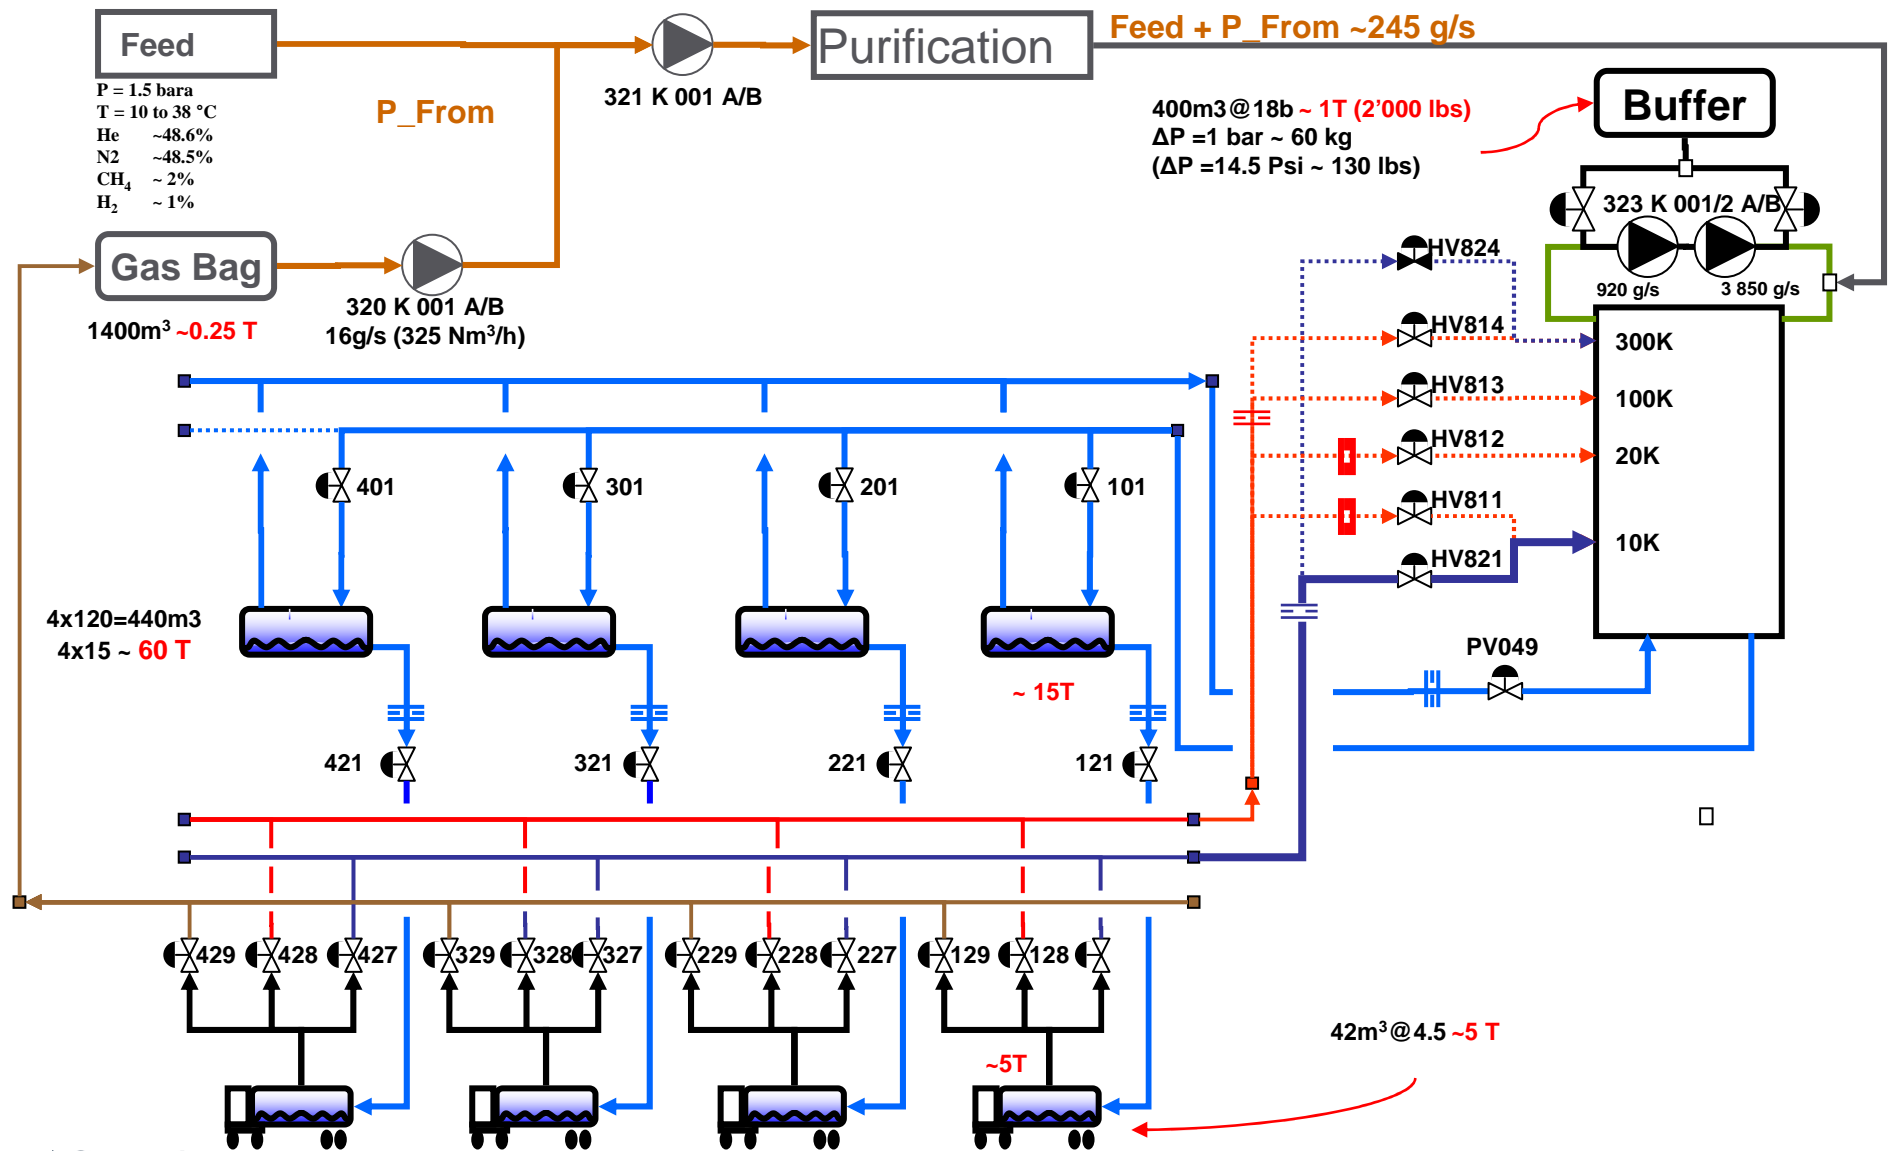 Feed
P = 1.5 bara
T = 10 to 38 °C
He ~48.6%
N2 ~48.5%
CH4 ~ 2%
H2 ~ 1%
P_From
321 K 001 A/B
Purification
Feed + P_From ~245 g/s
400m3@18b ~ 1T (2’000 lbs)
ΔP =1 bar ~ 60 kg
(ΔP =14.5 Psi ~ 130 lbs)
Buffer
323 K 001/2 A/B
920 g/s
3 850 g/s
Gas Bag
1400m³ ~0.25 T
320 K 001 A/B
16g/s (325 Nm³/h)
HV824
HV814
HV813
HV812
HV811
HV821
300K
100K
20K
10K
PV049
401
301
201
101
4x120=440m3
4x15 ~ 60 T
~ 15T
421
321
221
121
429
428
427
329
328
327
229
228
227
129
128
~5T
42m³@4.5 ~5 T